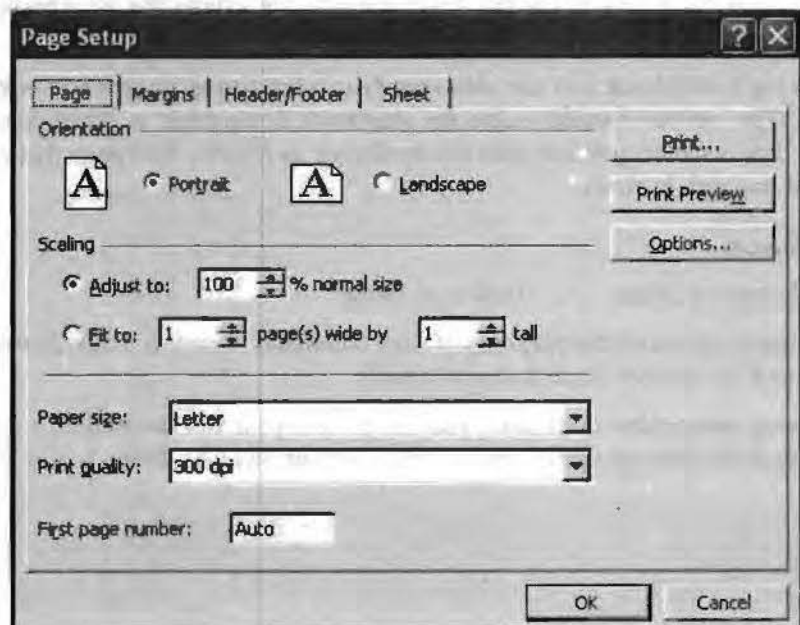 Page Setup
Page Margins Header/Footer Sheet
Orientation
A Portrait A Landscape
Print...
Print Preview
Options...
Scaling
Adjust to: 100 % normal size
Fit to: 1 page(s) wide by 1 tall
Paper size: Letter
Print quality: 300 dpi
First page number: Auto
OK Cancel